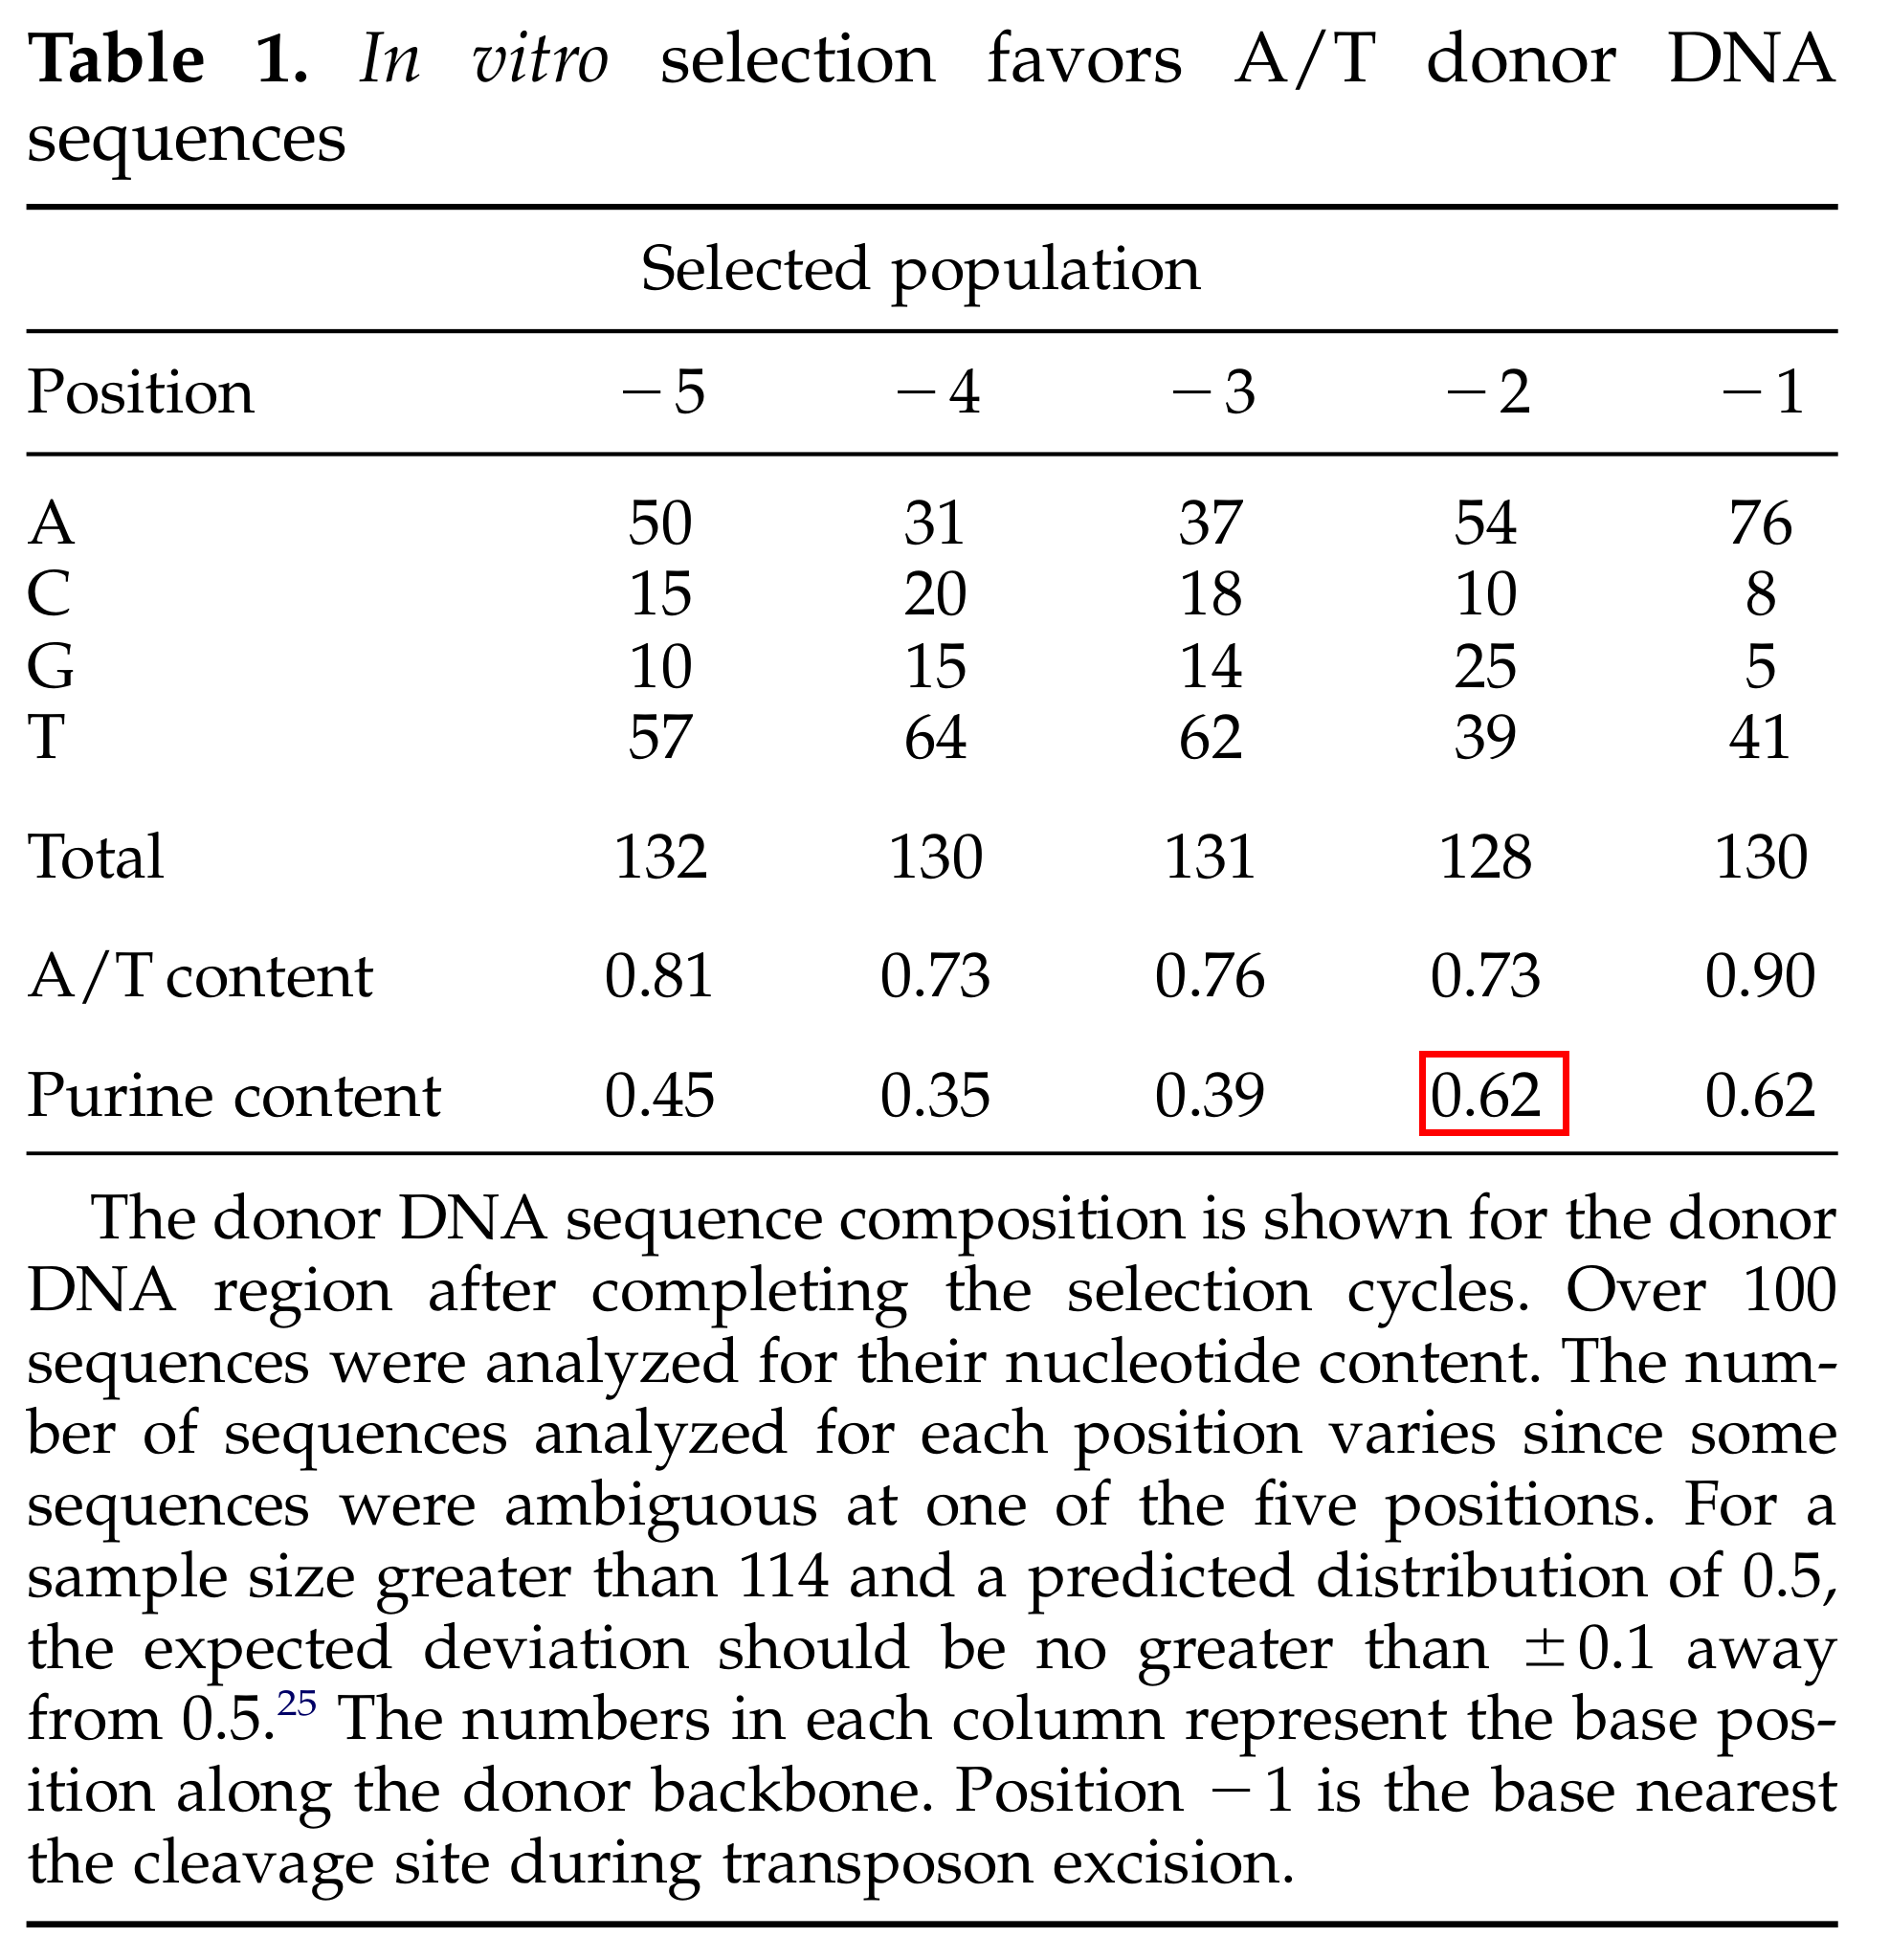 Table 1. In vitro selection favors A/T donor DNA
sequences
Selected population
Position −5 −4 −3 −2 −1
A 50 31 37 54 76
C 15 20 18 10 8
G 10 15 14 25 5
T 57 64 62 39 41
Total 132 130 131 128 130
A/T content 0.81 0.73 0.76 0.73 0.90
Purine content 0.45 0.35 0.39 0.62 0.62
The donor DNA sequence composition is shown for the donor
DNA region after completing the selection cycles. Over 100
sequences were analyzed for their nucleotide content. The num-
ber of sequences analyzed for each position varies since some
sequences were ambiguous at one of the five positions. For a
sample size greater than 114 and a predicted distribution of 0.5,
the expected deviation should be no greater than ±0.1 away
from 0.5.25 The numbers in each column represent the base pos-
ition along the donor backbone. Position −1 is the base nearest
the cleavage site during transposon excision.